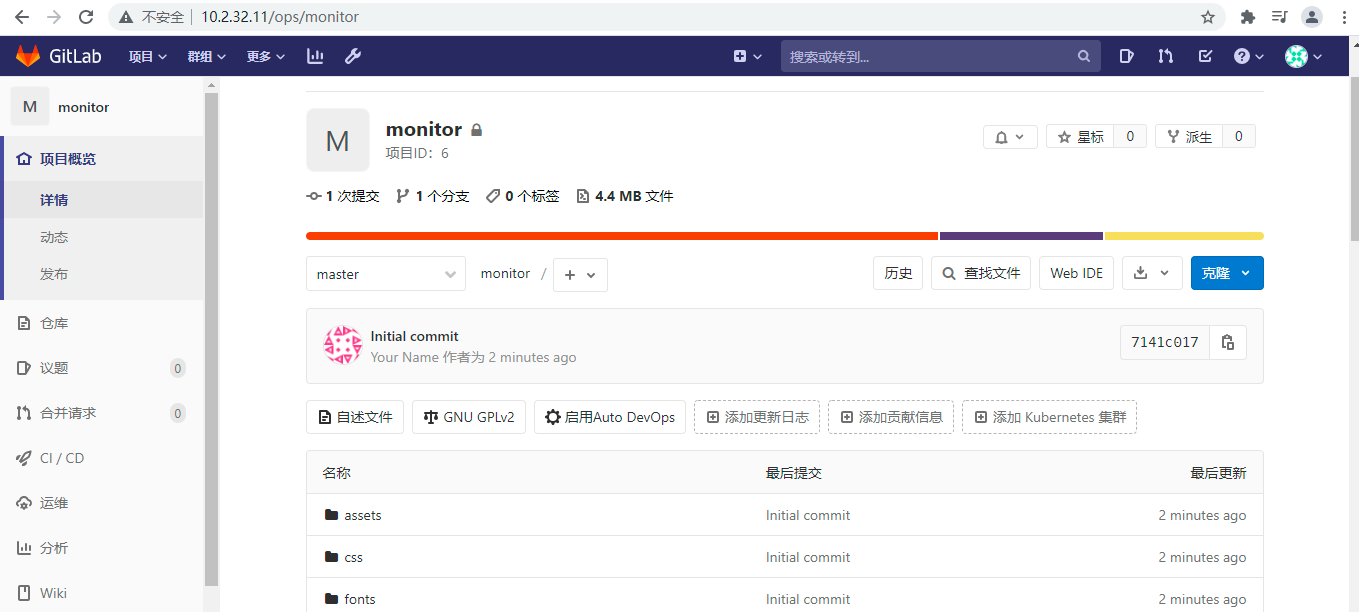 不安全 10.2.32.11/ops/monitor
GitLab 项目 群组 更多 搜索或转到...
M monitor
项目概览
详情
动态
发布
仓库
议题 0
合并请求 0
CI / CD
运维
分析
Wiki
M monitor
项目ID：6
星标 0 派生 0
1 次提交 1 个分支 0 个标签 4.4 MB 文件
master monitor / + 历史 查找文件 Web IDE 克隆
Initial commit
Your Name 作者为 2 minutes ago
7141c017
自述文件 GNU GPLv2 启用Auto DevOps 添加更新日志 添加贡献信息 添加 Kubernetes 集群
名称 最后提交 最后更新
assets Initial commit 2 minutes ago
css Initial commit 2 minutes ago
fonts Initial commit 2 minutes ago